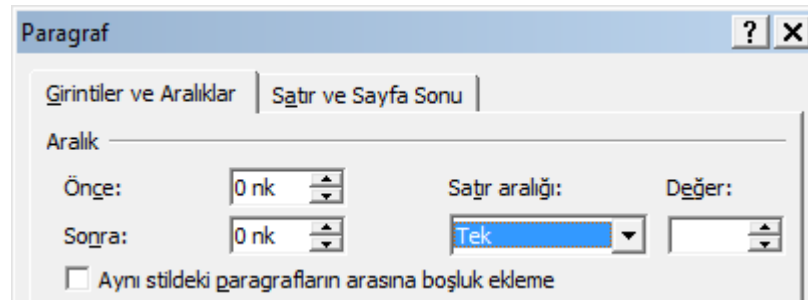 Paragraf
Girintiler ve Aralıklar Satır ve Sayfa Sonu
Aralık
Önce: 0 nk Satır aralığı: Değer:
Sonra: 0 nk Tek
Aynı stildeki paragrafların arasına boşluk ekleme